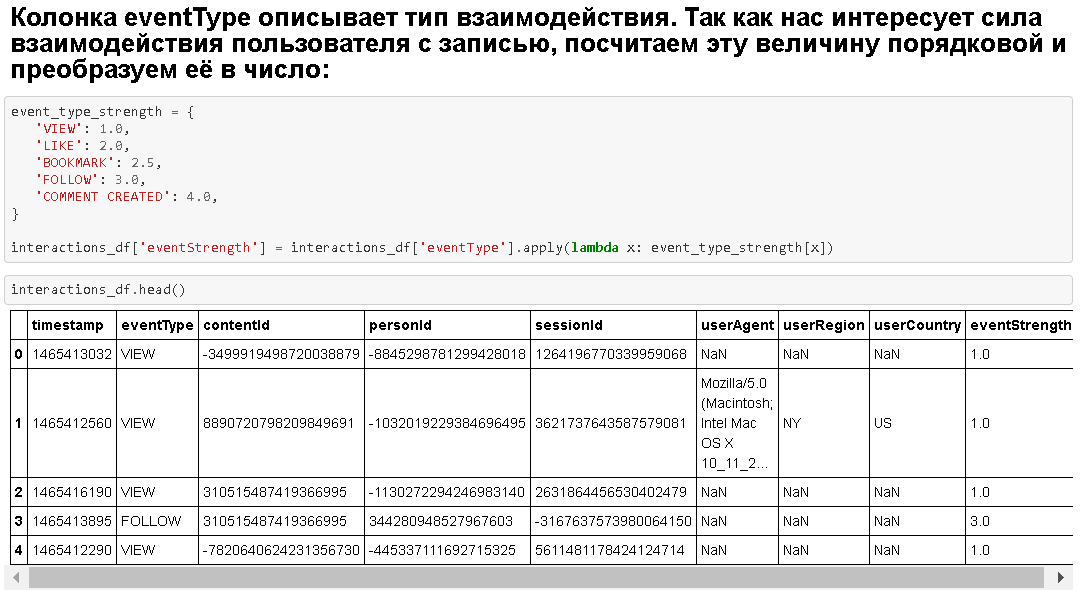 Колонка eventType описывает тип взаимодействия. Так как нас интересует сила
взаимодействия пользователя с записью, посчитаем эту величину порядковой и
преобразуем её в число:
event_type_strength = {
'VIEW': 1.0,
'LIKE': 2.0,
'BOOKMARK': 2.5,
'FOLLOW': 3.0,
'COMMENT CREATED': 4.0,
}
interactions_df['eventStrength'] = interactions_df['eventType'].apply(lambda x: event_type_strength[x])
interactions_df.head()
timestamp eventType contentId personId sessionId userAgent userRegion userCountry eventStrength
0 1465413032 VIEW -3499919498720038879 -8845298781299428018 1264196770339959068 NaN NaN NaN 1.0
Mozilla/5.0
(Macintosh;
1 1465412560 VIEW 8890720798209849691 -1032019229384696495 3621737643587579081 Intel Mac NY US 1.0
OS X
10_11_2...
2 1465416190 VIEW 310515487419366995 -1130272294246983140 2631864456530402479 NaN NaN NaN 1.0
3 1465413895 FOLLOW 310515487419366995 344280948527967603 -3167637573980064150 NaN NaN NaN 3.0
4 1465412290 VIEW -7820640624231356730 -445337111692715325 5611481178424124714 NaN NaN NaN 1.0